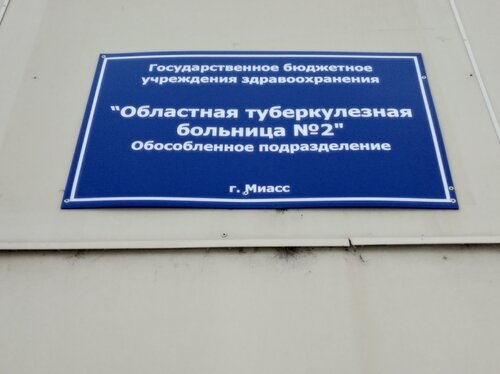 Государственное бюджетное
учреждения здравоохранения
"Областная туберкулезная
больница №2"
Обособленное подразделение
г. Миасс